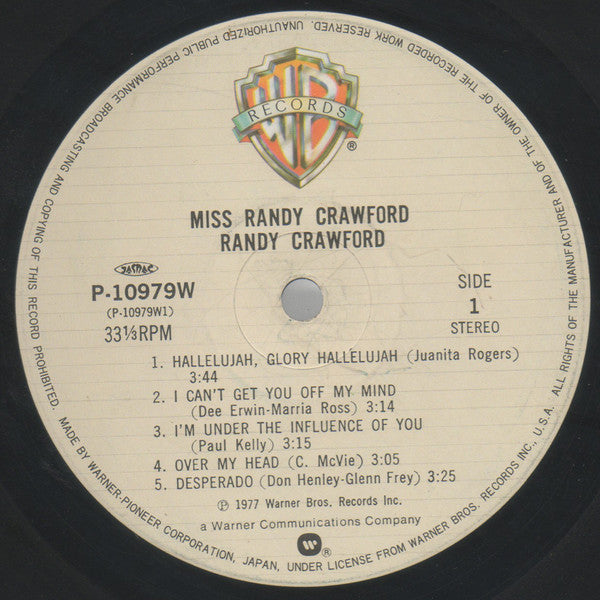 ALL RIGHTS OF THE MANUFACTURER AND OF THE OWNER OF THE RECORDED WORK RESERVED. UNAUTHORIZED PUBLIC PERFORMANCE BROADCASTING AND COPYING OF THIS RECORD PROHIBITED.
WB
RECORDS
®
MISS RANDY CRAWFORD
RANDY CRAWFORD
JASRAC
P-10979W
(P-10979W1)
33⅓RPM
SIDE
1
STEREO
1. HALLELUJAH, GLORY HALLELUJAH (Juanita Rogers)
3:44
2. I CAN'T GET YOU OFF MY MIND
(Dee Erwin-Marria Ross) 3:14
3. I'M UNDER THE INFLUENCE OF YOU
(Paul Kelly) 3:15
4. OVER MY HEAD (C. McVie) 3:05
5. DESPERADO (Don Henley-Glenn Frey) 3:25
℗ 1977 Warner Bros. Records Inc.
a Warner Communications Company
®
MADE BY WARNER-PIONEER CORPORATION, JAPAN, UNDER LICENSE FROM WARNER BROS. RECORDS INC., U.S.A.